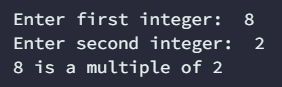 Enter first integer:  8
Enter second integer:  2
8 is a multiple of 2